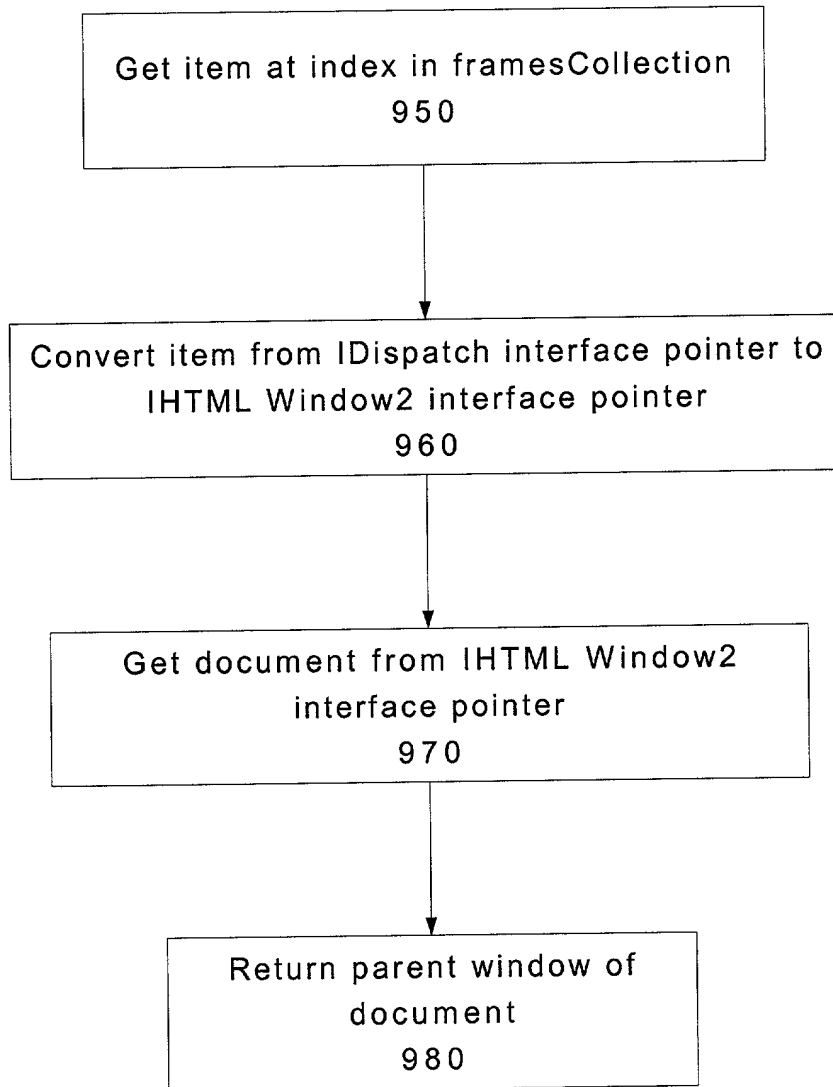 Get item at index in framesCollection
950
Convert item from IDispatch interface pointer to
IHTML Window2 interface pointer
960
Get document from IHTML Window2
interface pointer
970
Return parent window of
document
980